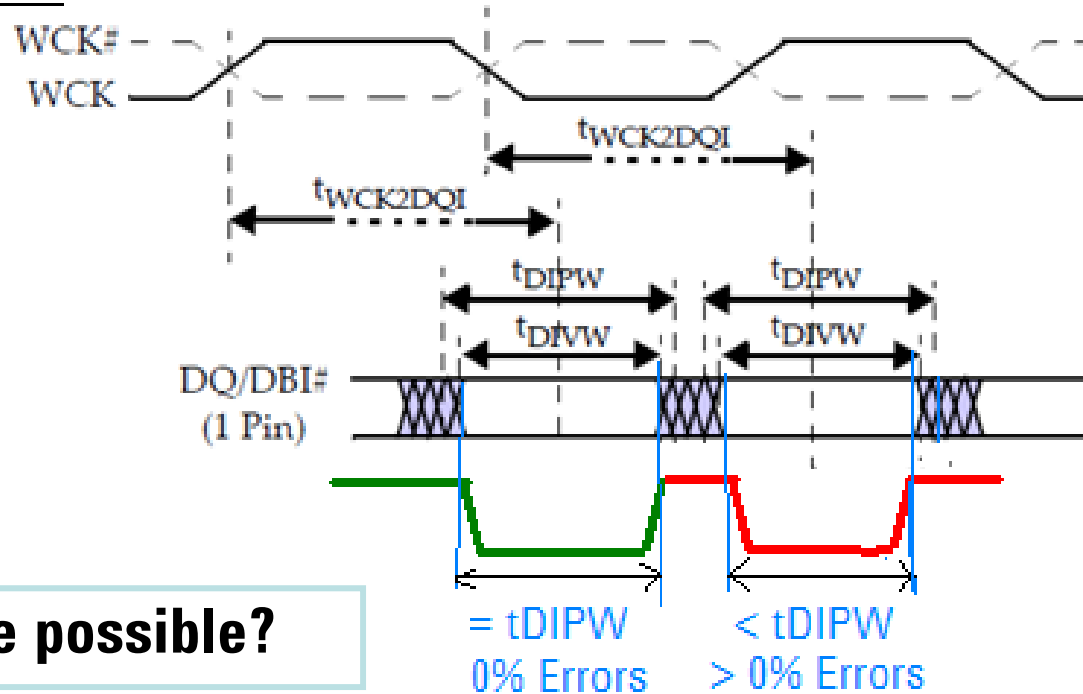 WCK#
WCK
tWCK2DQI
tWCK2DQI
tDIPW tDIPW
tDIVW tDIVW
DQ/DBI#
(1 Pin)
= tDIPW < tDIPW
e possible?
0% Errors > 0% Errors